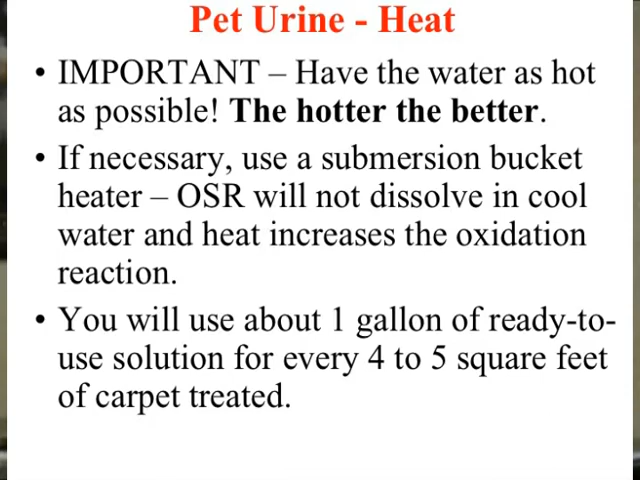 Pet Urine - Heat
• IMPORTANT – Have the water as hot
as possible! The hotter the better.
• If necessary, use a submersion bucket
heater – OSR will not dissolve in cool
water and heat increases the oxidation
reaction.
• You will use about 1 gallon of ready-to-
use solution for every 4 to 5 square feet
of carpet treated.